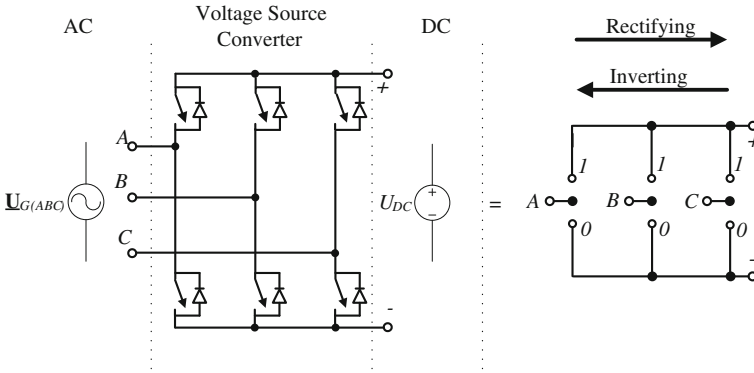 AC
Voltage Source
Converter
DC
Rectifying
Inverting
+
A
B
C
-
U_G(ABC)
U_DC
+
−
=
+
1
1
1
A
B
C
0
0
0
-